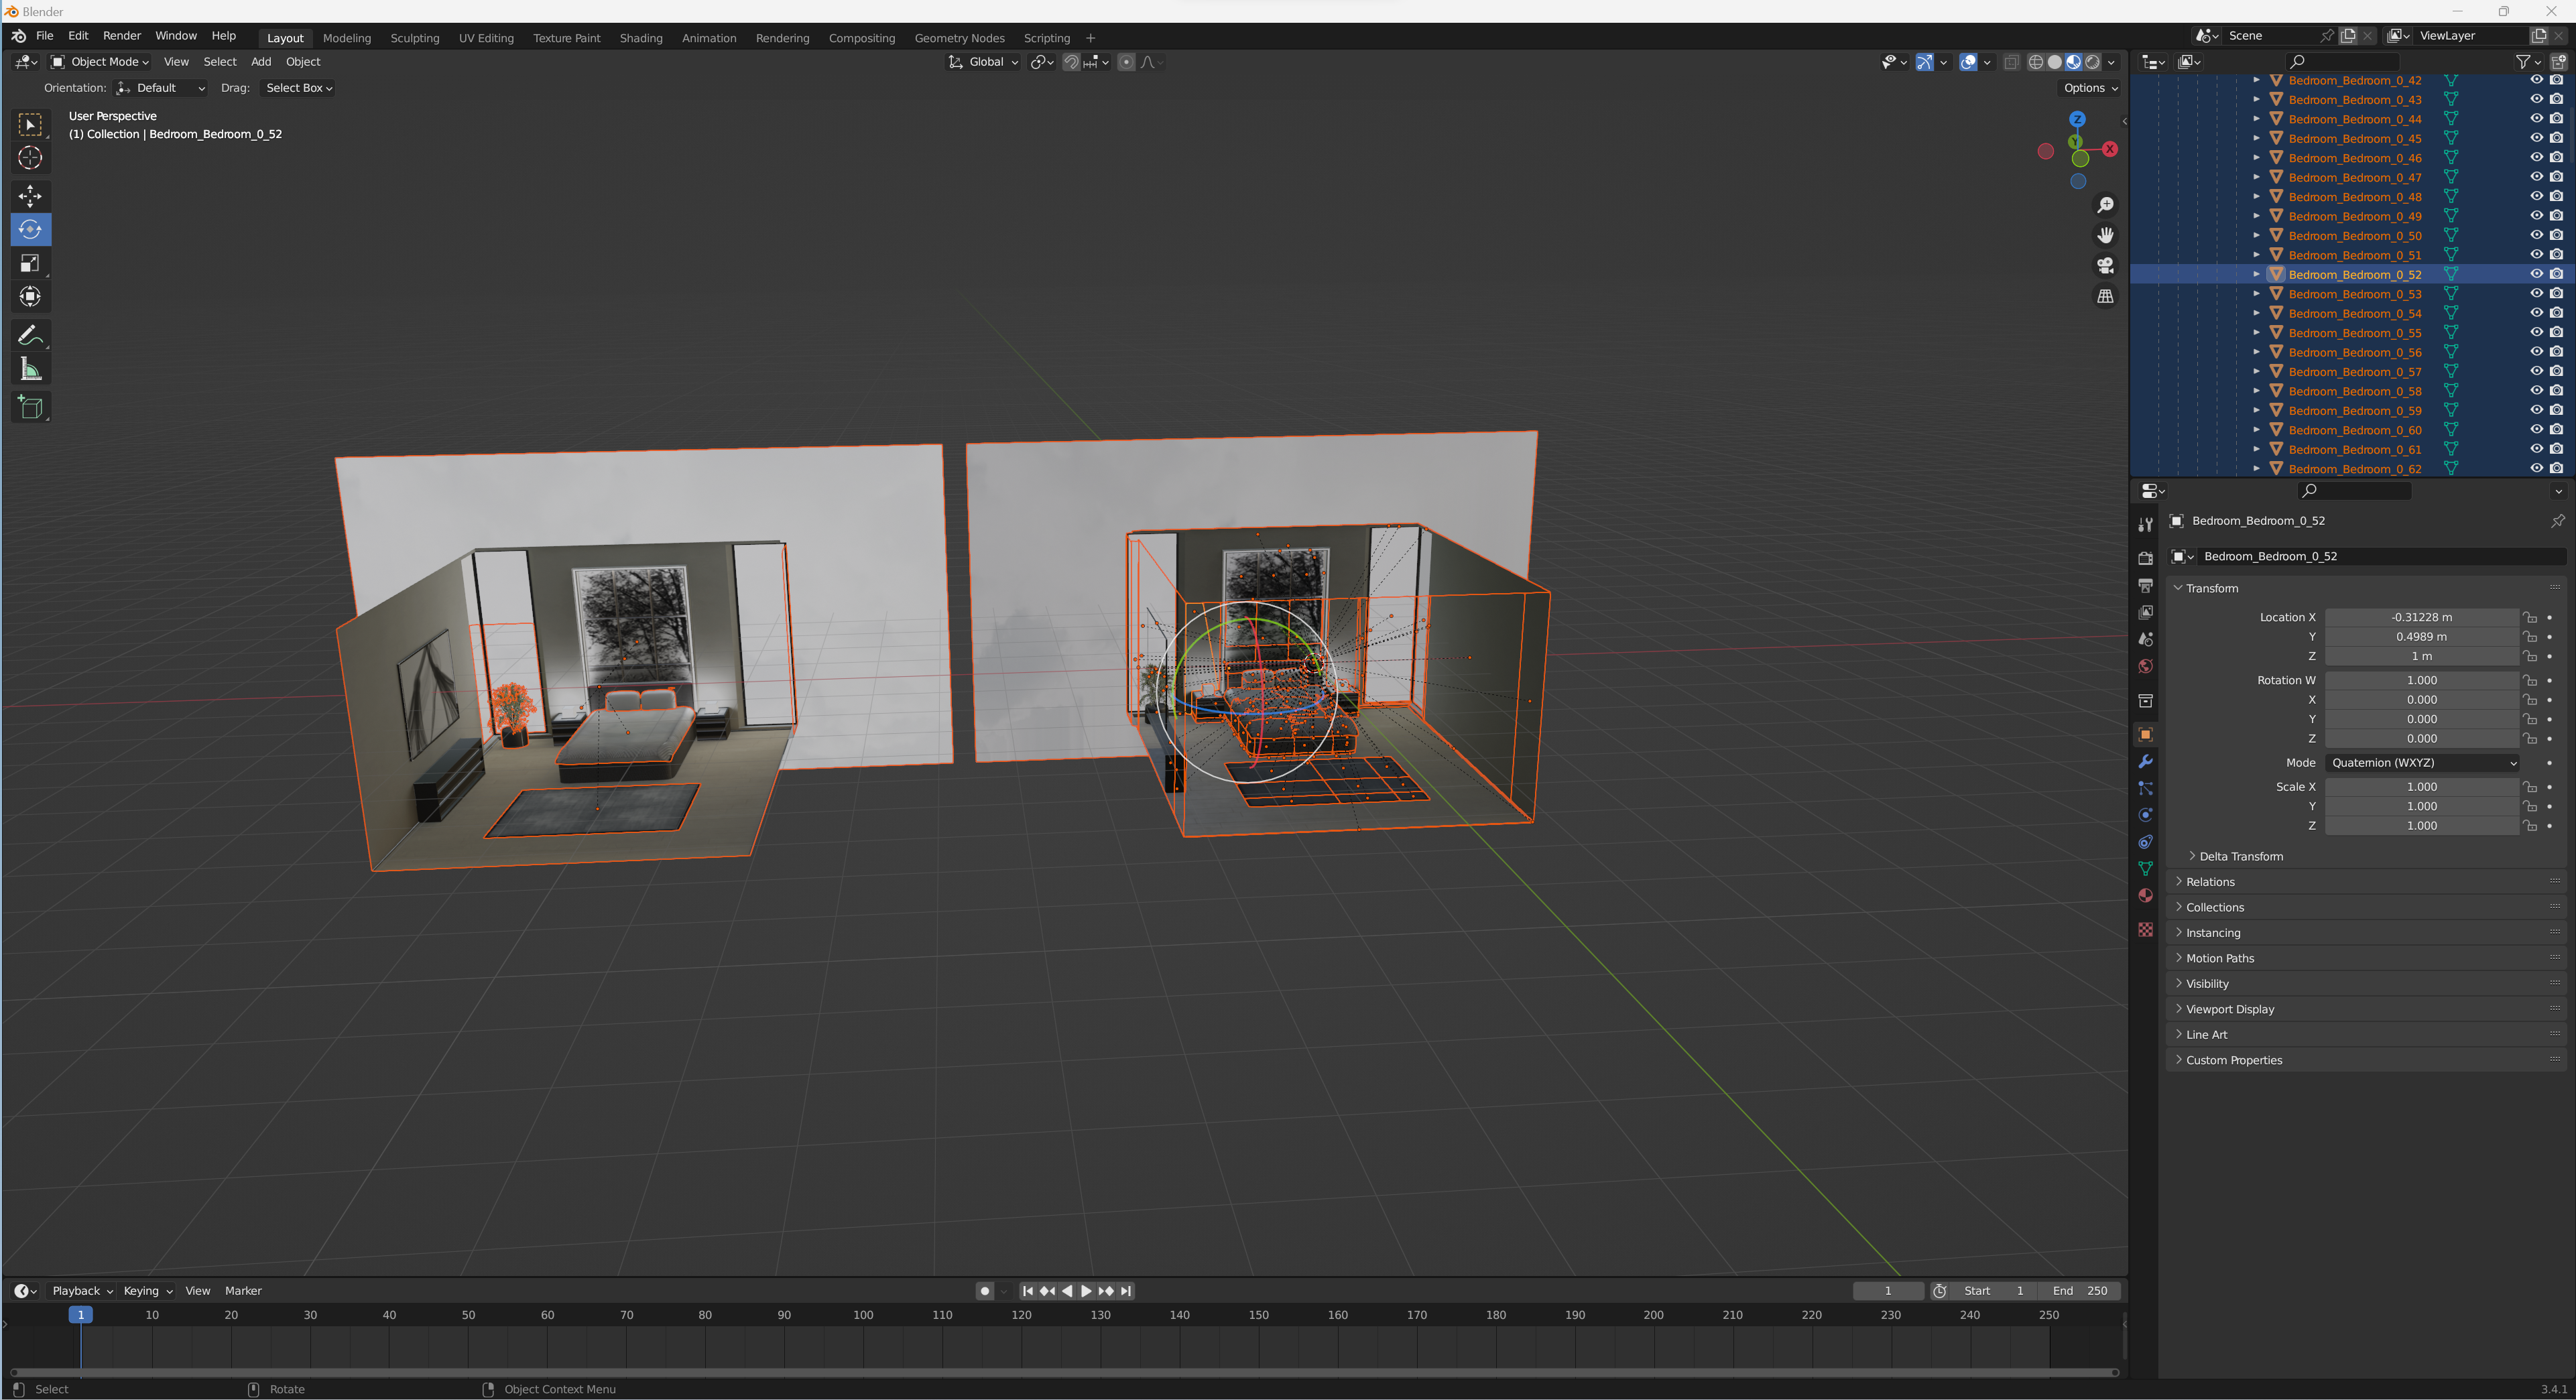 Blender
File Edit Render Window Help Layout Modeling Sculpting UV Editing Texture Paint Shading Animation Rendering Compositing Geometry Nodes Scripting + Scene ViewLayer
Object Mode View Select Add Object Global
Orientation: Default Drag: Select Box Options
User Perspective
(1) Collection | Bedroom_Bedroom_0_52
Z
Y
X
Bedroom_Bedroom_0_42
Bedroom_Bedroom_0_43
Bedroom_Bedroom_0_44
Bedroom_Bedroom_0_45
Bedroom_Bedroom_0_46
Bedroom_Bedroom_0_47
Bedroom_Bedroom_0_48
Bedroom_Bedroom_0_49
Bedroom_Bedroom_0_50
Bedroom_Bedroom_0_51
Bedroom_Bedroom_0_52
Bedroom_Bedroom_0_53
Bedroom_Bedroom_0_54
Bedroom_Bedroom_0_55
Bedroom_Bedroom_0_56
Bedroom_Bedroom_0_57
Bedroom_Bedroom_0_58
Bedroom_Bedroom_0_59
Bedroom_Bedroom_0_60
Bedroom_Bedroom_0_61
Bedroom_Bedroom_0_62
Bedroom_Bedroom_0_52
Bedroom_Bedroom_0_52
Transform
Location X -0.31228 m
Y 0.4989 m
Z 1 m
Rotation W 1.000
X 0.000
Y 0.000
Z 0.000
Mode Quaternion (WXYZ)
Scale X 1.000
Y 1.000
Z 1.000
Delta Transform
Relations
Collections
Instancing
Motion Paths
Visibility
Viewport Display
Line Art
Custom Properties
Playback Keying View Marker 1 Start 1 End 250
1 10 20 30 40 50 60 70 80 90 100 110 120 130 140 150 160 170 180 190 200 210 220 230 240 250
Select Rotate Object Context Menu 3.4.1